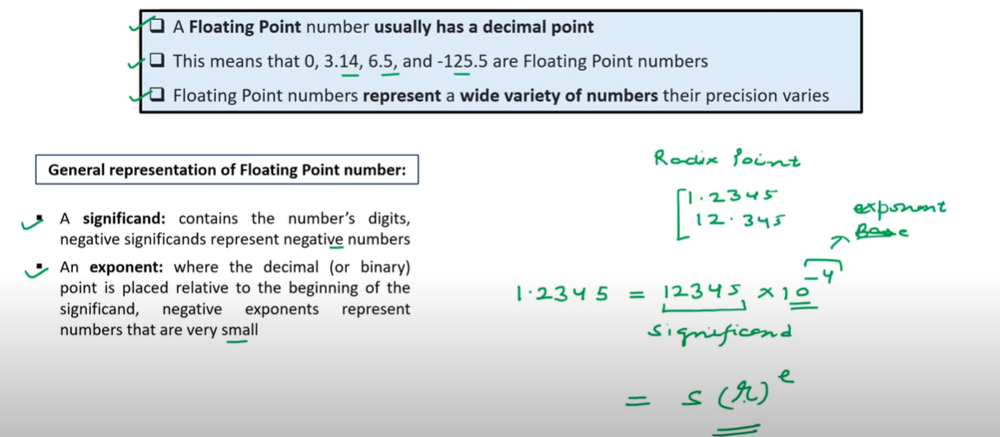 A Floating Point number usually has a decimal point
This means that 0, 3.14, 6.5, and -125.5 are Floating Point numbers
Floating Point numbers represent a wide variety of numbers their precision varies
General representation of Floating Point number:
A significand: contains the number's digits,
negative significands represent negative numbers
An exponent: where the decimal (or binary)
point is placed relative to the beginning of the
significand, negative exponents represent
numbers that are very small
Radix Point
1.2345
12.345
exponent
Base
1.2345 = 12345 × 10⁻⁴
significand
= s (r)ᵉ